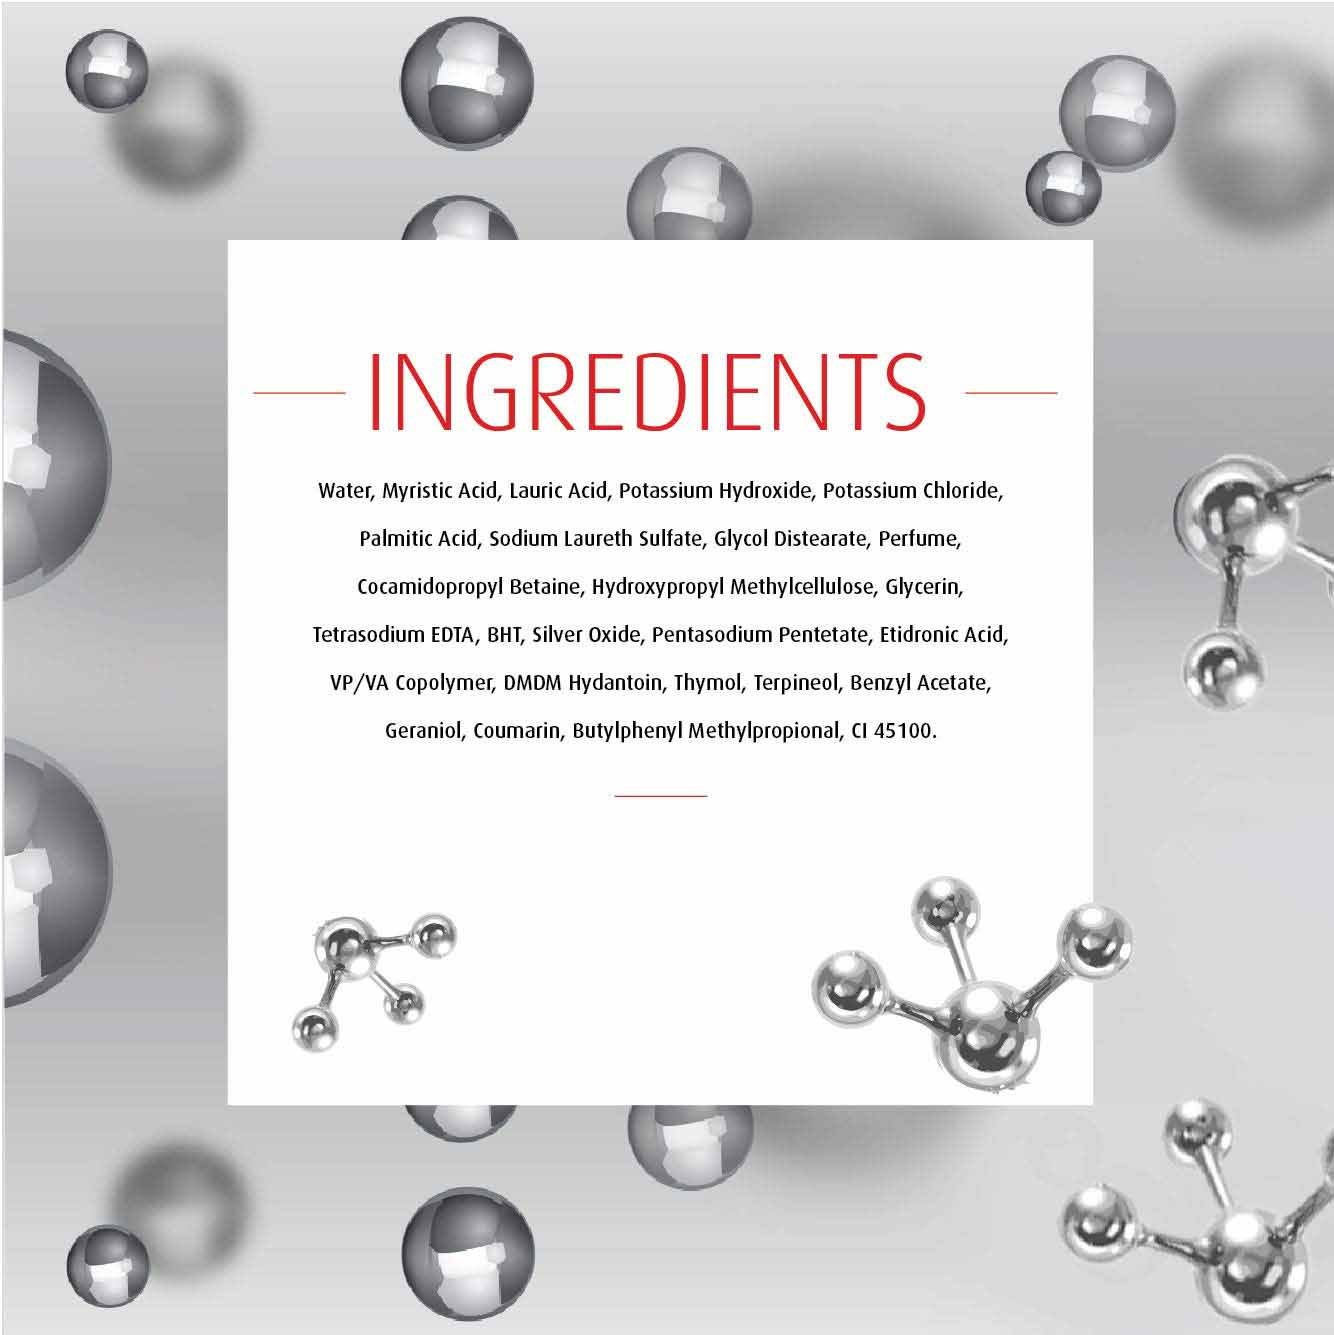 INGREDIENTS
Water, Myristic Acid, Lauric Acid, Potassium Hydroxide, Potassium Chloride,
Palmitic Acid, Sodium Laureth Sulfate, Glycol Distearate, Perfume,
Cocamidopropyl Betaine, Hydroxypropyl Methylcellulose, Glycerin,
Tetrasodium EDTA, BHT, Silver Oxide, Pentasodium Pentetate, Etidronic Acid,
VP/VA Copolymer, DMDM Hydantoin, Thymol, Terpineol, Benzyl Acetate,
Geraniol, Coumarin, Butylphenyl Methylpropional, CI 45100.